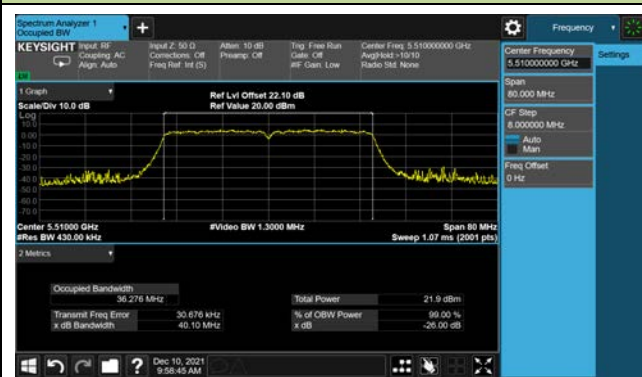 Spectrum Analyzer 1
Occupied BW
Frequency
KEYSIGHT
Input: RF
Coupling: AC
Align: Auto
Input Z: 50 Ω
Corrections: Off
Freq Ref: Int (S)
Atten: 10 dB
Preamp: Off
Trig: Free Run
Gate: Off
#IF Gain: Low
Center Freq: 5.510000000 GHz
Avg|Hold:>10/10
Radio Std: None
Center Frequency
5.510000000 GHz
Settings
Span
80.000 MHz
CF Step
8.000000 MHz
Auto
Man
Freq Offset
0 Hz
1 Graph
Scale/Div 10.0 dB
Ref Lvl Offset 22.10 dB
Ref Value 20.00 dBm
Log
10.0
0.00
-10.0
-20.0
-30.0
-40.0
-50.0
-60.0
-70.0
Center 5.51000 GHz
#Res BW 430.00 kHz
#Video BW 1.3000 MHz
Span 80 MHz
Sweep 1.07 ms (2001 pts)
2 Metrics
Occupied Bandwidth
36.276 MHz
Total Power 21.9 dBm
Transmit Freq Error 30.676 kHz
% of OBW Power 99.00 %
x dB Bandwidth 40.10 MHz
x dB -26.00 dB
?
Dec 10, 2021
9:58:45 AM